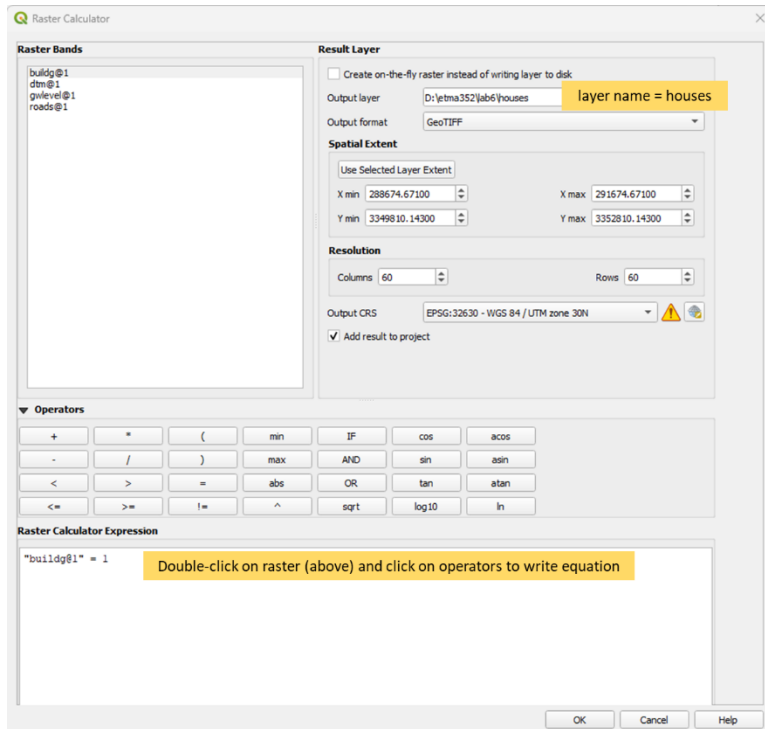 Raster Calculator
Raster Bands
buildg@1
dtm@1
gwlevel@1
roads@1
Result Layer
Create on-the-fly raster instead of writing layer to disk
Output layer D:\etma352\lab6\houses
layer name = houses
Output format GeoTIFF
Spatial Extent
Use Selected Layer Extent
X min 288674.67100 X max 291674.67100
Y min 3349810.14300 Y max 3352810.14300
Resolution
Columns 60 Rows 60
Output CRS EPSG:32630 - WGS 84 / UTM zone 30N
Add result to project
Operators
+ * ( min IF cos acos
- / ) max AND sin asin
< > = abs OR tan atan
<= >= != ^ sqrt log10 ln
Raster Calculator Expression
"buildg@1" = 1
Double-click on raster (above) and click on operators to write equation
OK Cancel Help